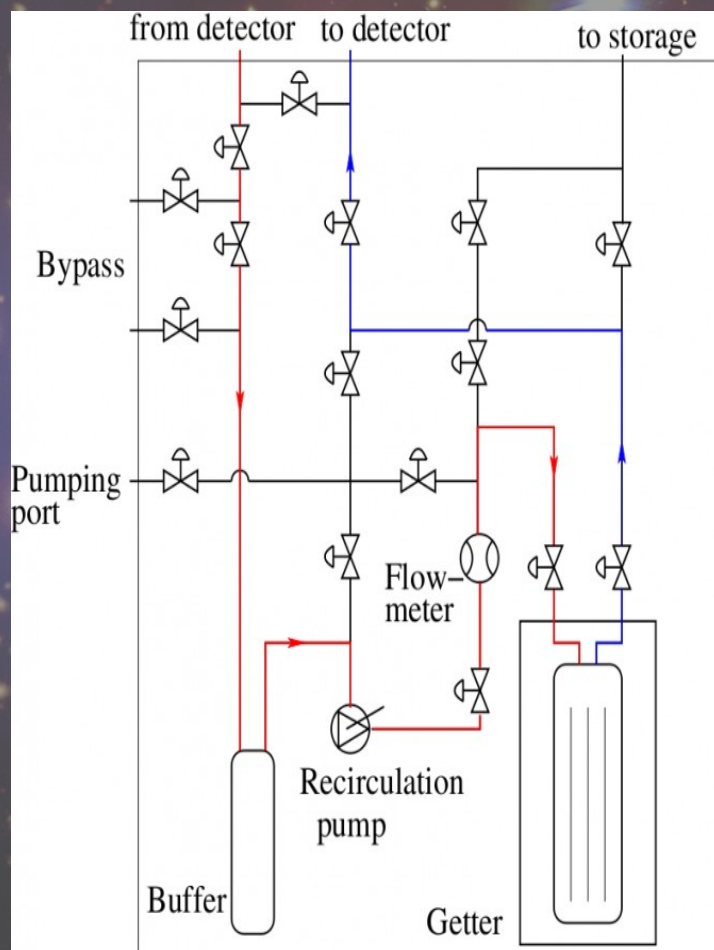 from detector
to detector
to storage
Bypass
Pumping
port
Flow-
meter
Recirculation
pump
Buffer
Getter